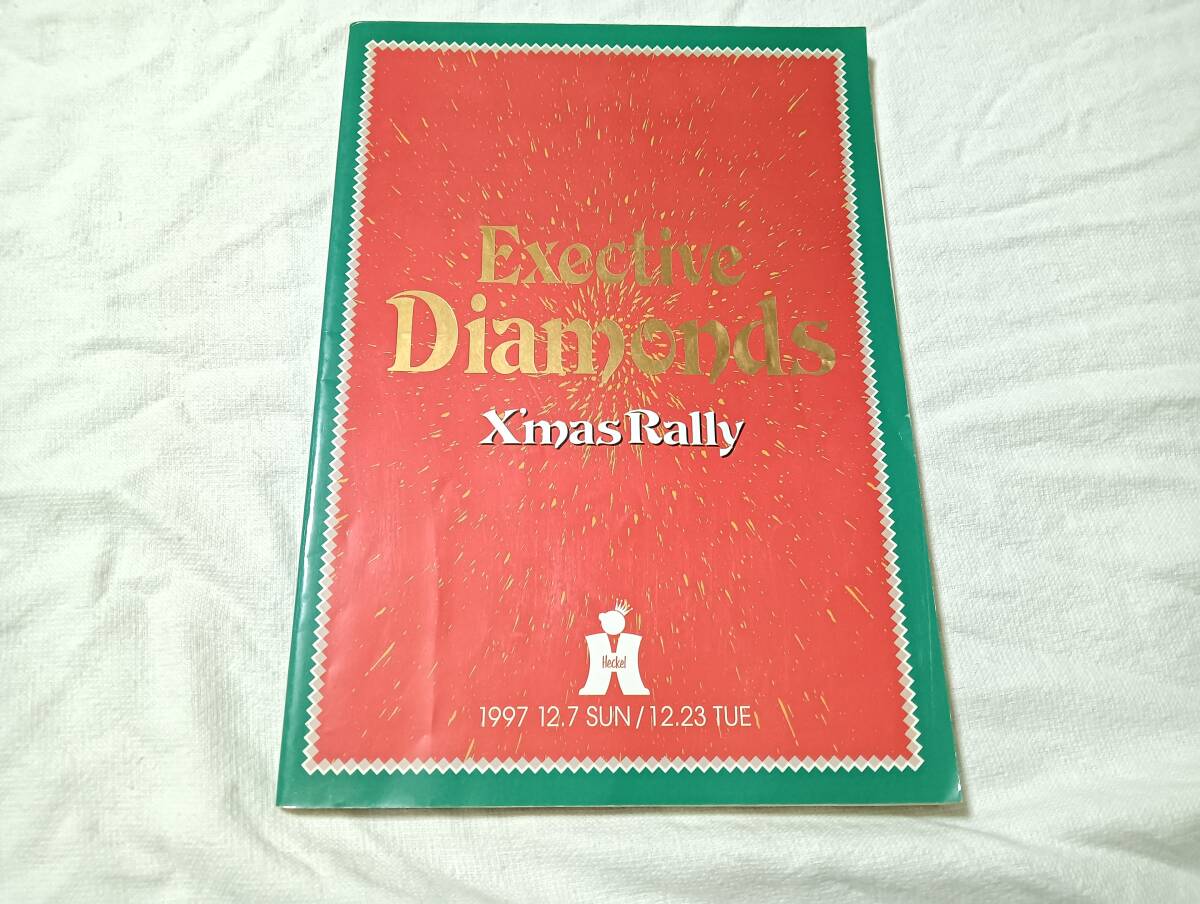 Exective
Diamonds
X'mas Rally
Heckel
1997 12.7 SUN / 12.23 TUE